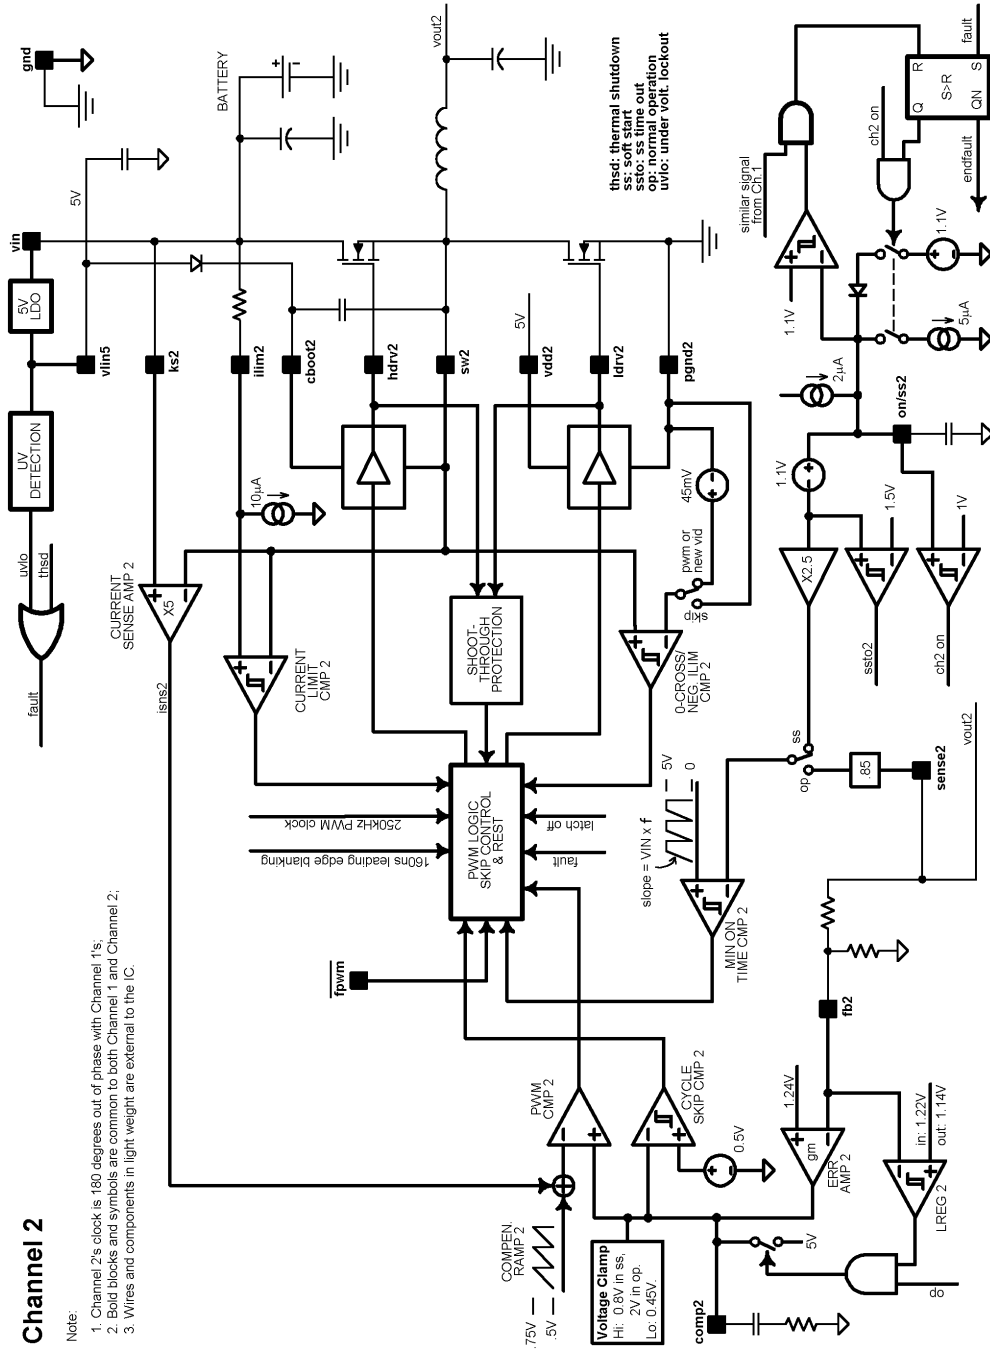 Channel 2
Note:
1. Channel 2's clock is 180 degrees out of phase with Channel 1's;
2. Bold blocks and symbols are common to both Channel 1 and Channel 2;
3. Wires and components in light weight are external to the IC.
fault
uvlo
thsd
UV
DETECTION
5V
LDO
vin
gnd
vlin5
5V
CURRENT
SENSE AMP 2
X5
isns2
ks2
BATTERY
ilim2
10µA
CURRENT
LIMIT
CMP 2
cboot2
hdrv2
sw2
vout2
vdd2
5V
ldrv2
pgnd2
45mV
pwm or
new vid
skip
SHOOT-
THROUGH
PROTECTION
0-CROSS/
NEG. ILIM
CMP 2
250kHz PWM clock
160ns leading edge blanking
PWM LOGIC
SKIP CONTROL
& REST
latch off
fault
fpwm
slope = VIN x f
5V
0
MIN ON
TIME CMP 2
thsd: thermal shutdown
ss: soft start
ssto: ss time out
op: normal operation
uvlo: under volt. lockout
similar signal
from Ch.1
1.1V
ch2 on
R
S
Q
QN
S>R
fault
endfault
1.1V
5µA
2µA
on/ss2
1.1V
X2.5
1.5V
1V
ssto2
ch2 on
ss
op
.85
sense2
vout2
fb2
COMPEN.
RAMP 2
.75V
.5V
PWM
CMP 2
CYCLE
SKIP CMP 2
0.5V
1.24V
gm
ERR
AMP 2
in: 1.22V
out: 1.14V
LREG 2
Voltage Clamp
Hi: 0.8V in ss,
2V in op.
Lo: 0.45V.
comp2
5V
op